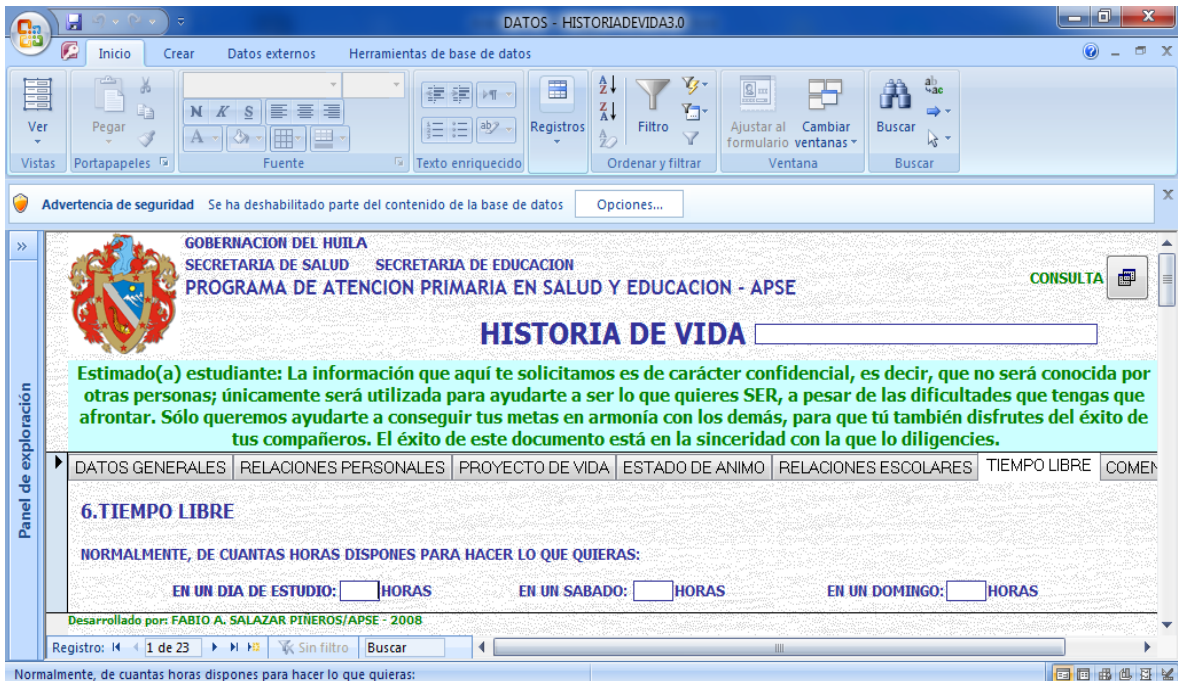 DATOS - HISTORIADEVIDA3.0
Inicio Crear Datos externos Herramientas de base de datos
Ver
Vistas
Pegar
Portapapeles
N K S
A
Fuente
ab
Texto enriquecido
Registros
A Z
Z A
A Z
Filtro
Ordenar y filtrar
Ajustar al formulario
Cambiar ventanas
Ventana
Buscar
ab ac
Buscar
Advertencia de seguridad Se ha deshabilitado parte del contenido de la base de datos Opciones...
Panel de exploración
GOBERNACION DEL HUILA
SECRETARIA DE SALUD SECRETARIA DE EDUCACION
PROGRAMA DE ATENCION PRIMARIA EN SALUD Y EDUCACION - APSE
CONSULTA
HISTORIA DE VIDA
Estimado(a) estudiante: La información que aquí te solicitamos es de carácter confidencial, es decir, que no será conocida por
otras personas; únicamente será utilizada para ayudarte a ser lo que quieres SER, a pesar de las dificultades que tengas que
afrontar. Sólo queremos ayudarte a conseguir tus metas en armonía con los demás, para que tú también disfrutes del éxito de
tus compañeros. El éxito de este documento está en la sinceridad con la que lo diligencies.
DATOS GENERALES RELACIONES PERSONALES PROYECTO DE VIDA ESTADO DE ANIMO RELACIONES ESCOLARES TIEMPO LIBRE COMEN
6.TIEMPO LIBRE
NORMALMENTE, DE CUANTAS HORAS DISPONES PARA HACER LO QUE QUIERAS:
EN UN DIA DE ESTUDIO: HORAS EN UN SABADO: HORAS EN UN DOMINGO: HORAS
Desarrollado por: FABIO A. SALAZAR PIÑEROS/APSE - 2008
Registro: 1 de 23 Sin filtro Buscar
Normalmente, de cuantas horas dispones para hacer lo que quieras: